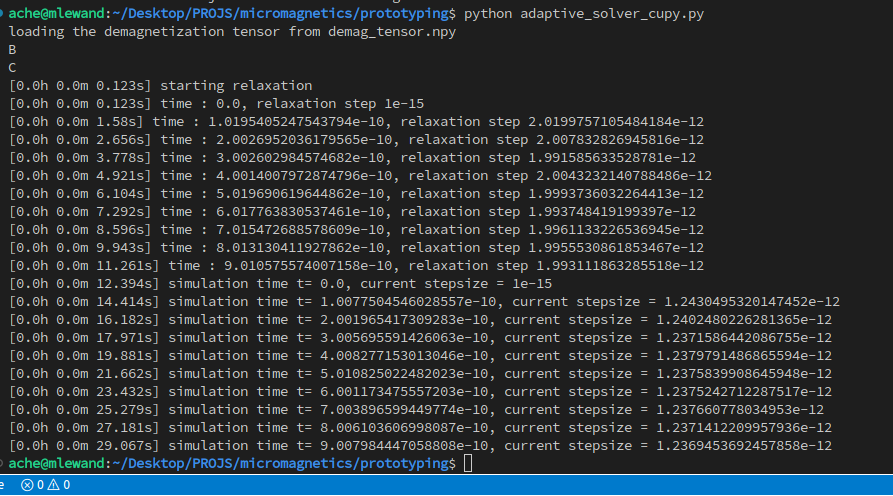 ache@mlewand:~/Desktop/PROJS/micromagnetics/prototyping$ python adaptive_solver_cupy.py
loading the demagnetization tensor from demag_tensor.npy
B
C
[0.0h 0.0m 0.123s] starting relaxation
[0.0h 0.0m 0.123s] time : 0.0, relaxation step 1e-15
[0.0h 0.0m 1.58s] time : 1.0195405247543794e-10, relaxation step 2.0199757105484184e-12
[0.0h 0.0m 2.656s] time : 2.0026952036179565e-10, relaxation step 2.007832826945816e-12
[0.0h 0.0m 3.778s] time : 3.002602984574682e-10, relaxation step 1.991585633528781e-12
[0.0h 0.0m 4.921s] time : 4.0014007972874796e-10, relaxation step 2.0043232140788486e-12
[0.0h 0.0m 6.104s] time : 5.019690619644862e-10, relaxation step 1.9993736032264413e-12
[0.0h 0.0m 7.292s] time : 6.017763830537461e-10, relaxation step 1.993748419199397e-12
[0.0h 0.0m 8.596s] time : 7.015472688578609e-10, relaxation step 1.9961133226536945e-12
[0.0h 0.0m 9.943s] time : 8.013130411927862e-10, relaxation step 1.9955530861853467e-12
[0.0h 0.0m 11.261s] time : 9.010575574007158e-10, relaxation step 1.993111863285518e-12
[0.0h 0.0m 12.394s] simulation time t= 0.0, current stepsize = 1e-15
[0.0h 0.0m 14.414s] simulation time t= 1.0077504546028557e-10, current stepsize = 1.2430495320147452e-12
[0.0h 0.0m 16.182s] simulation time t= 2.001965417309283e-10, current stepsize = 1.2402480226281365e-12
[0.0h 0.0m 17.971s] simulation time t= 3.005695591426063e-10, current stepsize = 1.2371586442086755e-12
[0.0h 0.0m 19.881s] simulation time t= 4.008277153013046e-10, current stepsize = 1.2379791486865594e-12
[0.0h 0.0m 21.662s] simulation time t= 5.010825022482023e-10, current stepsize = 1.2375839908645948e-12
[0.0h 0.0m 23.432s] simulation time t= 6.001173475557203e-10, current stepsize = 1.2375242712287517e-12
[0.0h 0.0m 25.279s] simulation time t= 7.003896599449774e-10, current stepsize = 1.237660778034953e-12
[0.0h 0.0m 27.181s] simulation time t= 8.006103606998087e-10, current stepsize = 1.2371412209957936e-12
[0.0h 0.0m 29.067s] simulation time t= 9.007984447058808e-10, current stepsize = 1.2369453692457858e-12
ache@mlewand:~/Desktop/PROJS/micromagnetics/prototyping$
0 0